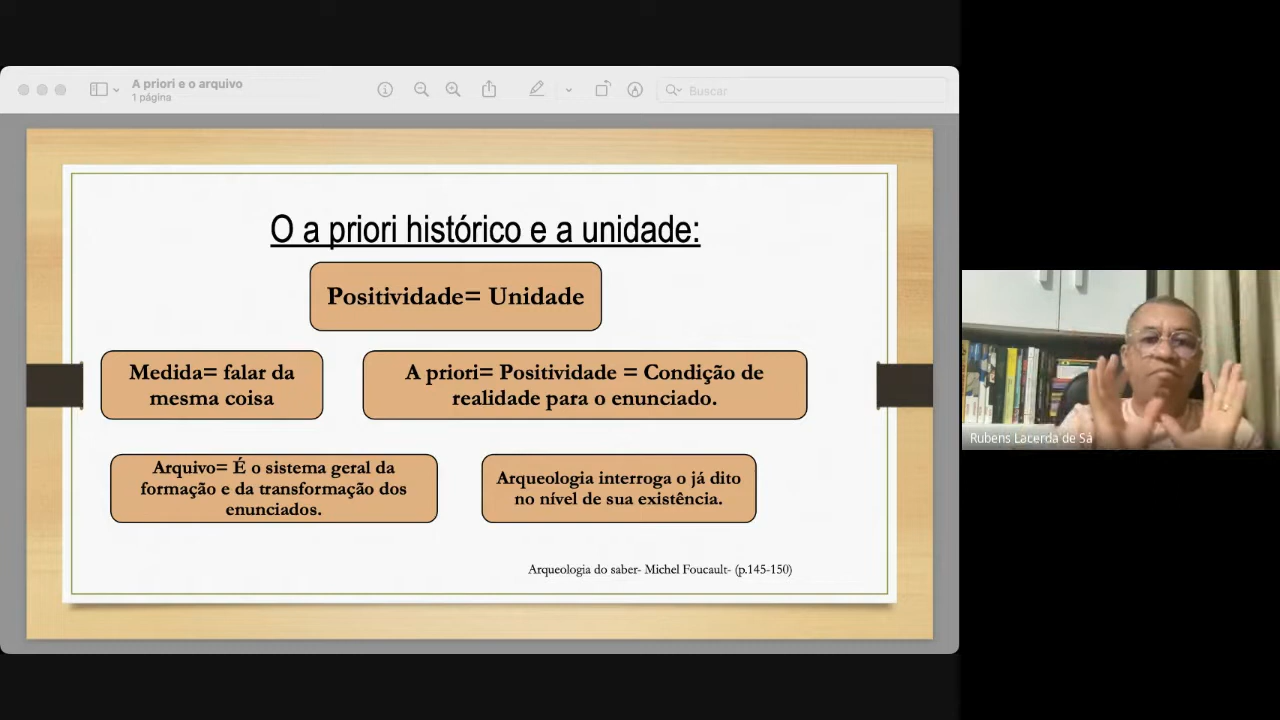 A priori e o arquivo
1 página
Buscar
O a priori histórico e a unidade:
Positividade= Unidade
Medida= falar da
mesma coisa
A priori= Positividade = Condição de
realidade para o enunciado.
Arquivo= É o sistema geral da
formação e da transformação dos
enunciados.
Arqueologia interroga o já dito
no nível de sua existência.
Arqueologia do saber- Michel Foucault- (p.145-150)
Rubens Lacerda de Sá